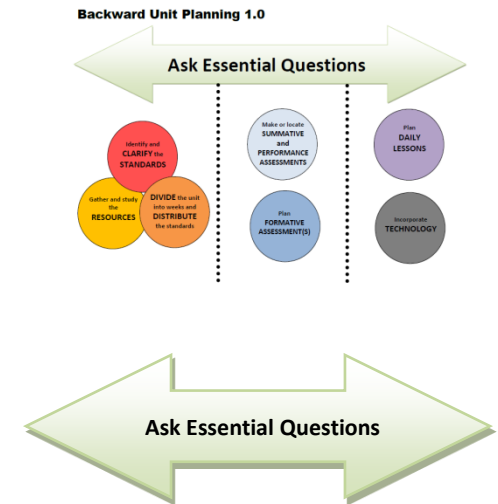 Backward Unit Planning 1.0
Ask Essential Questions
Identify and
CLARIFY the
STANDARDS
Gather and study
the
RESOURCES
DIVIDE the unit
into weeks and
DISTRIBUTE
the standards
Make or locate
SUMMATIVE
and
PERFORMANCE
ASSESSMENTS
Plan
FORMATIVE
ASSESSMENT(S)
Plan
DAILY
LESSONS
Incorporate
TECHNOLOGY
Ask Essential Questions